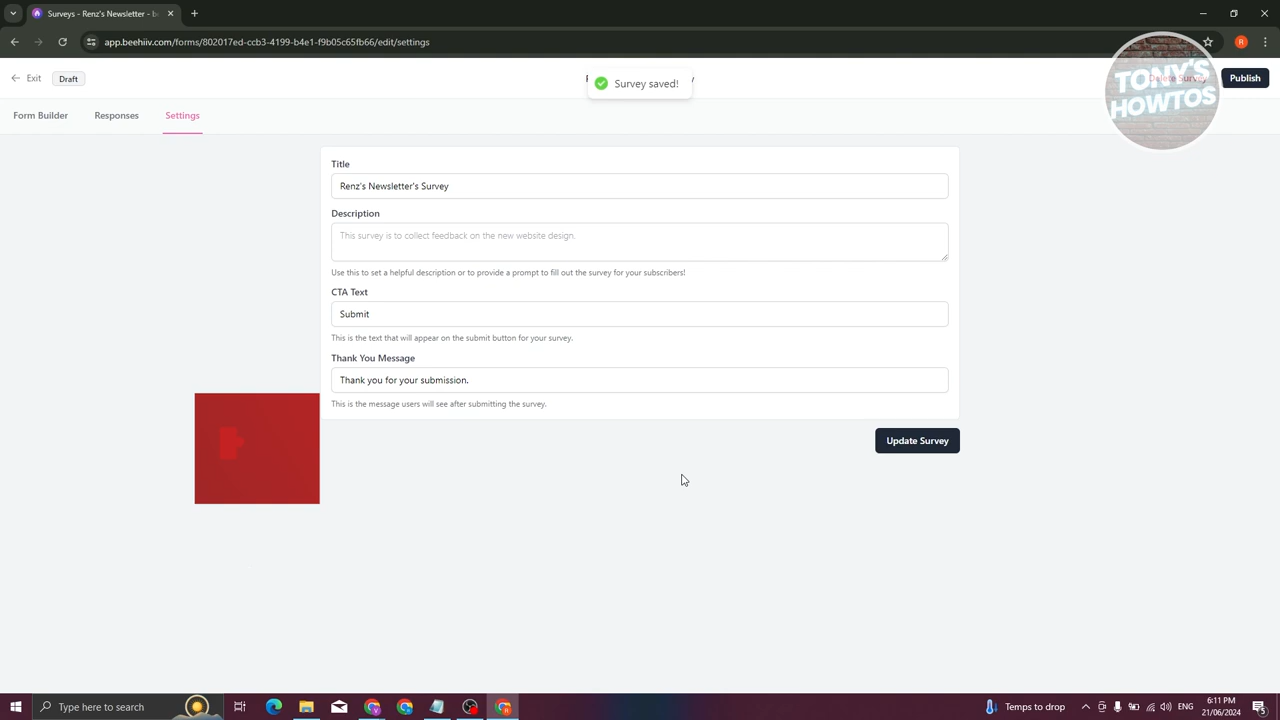 Surveys - Renz's Newsletter - b
app.beehiiv.com/forms/802017ed-ccb3-4199-b4e1-f9b05c65fb66/edit/settings
R
Exit
Draft
Survey saved!
Delete Survey
Publish
TONY'S
HOWTOS
Form Builder
Responses
Settings
Title
Renz's Newsletter's Survey
Description
This survey is to collect feedback on the new website design.
Use this to set a helpful description or to provide a prompt to fill out the survey for your subscribers!
CTA Text
Submit
This is the text that will appear on the submit button for your survey.
Thank You Message
Thank you for your submission.
This is the message users will see after submitting the survey.
Update Survey
Type here to search
Temps to drop
ENG
6:11 PM
21/06/2024
5